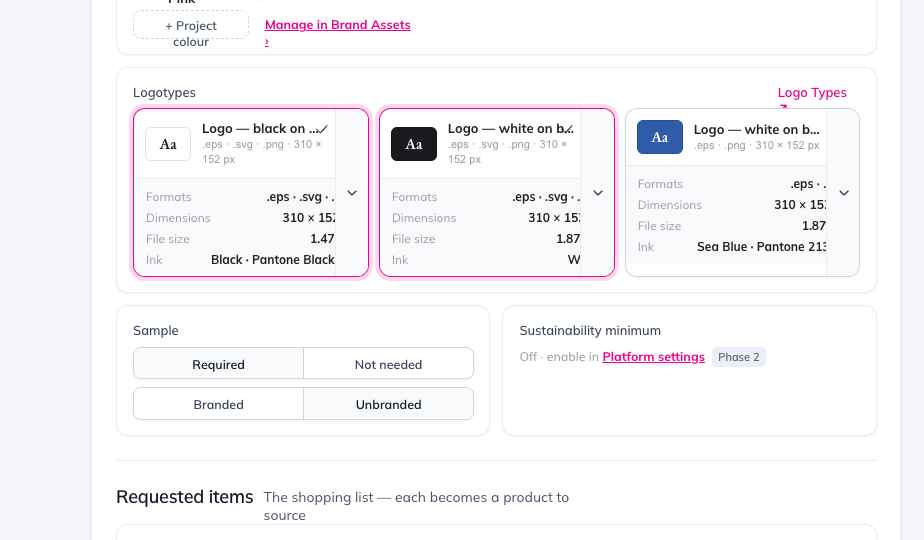 + Project
colour
Manage in Brand Assets
›
Logotypes
Logo Types
Aa
Logo — black on ...
.eps · .svg · .png · 310 ×
152 px
Formats .eps · .svg · .
Dimensions 310 × 152
File size 1.47
Ink Black · Pantone Black
Aa
Logo — white on b...
.eps · .svg · .png · 310 ×
152 px
Formats .eps · .svg · .
Dimensions 310 × 152
File size 1.87
Ink W
Aa
Logo — white on b...
.eps · .png · 310 × 152 px
Formats .eps · .
Dimensions 310 × 152
File size 1.87
Ink Sea Blue · Pantone 213
Sample
Required Not needed
Branded Unbranded
Sustainability minimum
Off · enable in Platform settings Phase 2
Requested items The shopping list — each becomes a product to
source